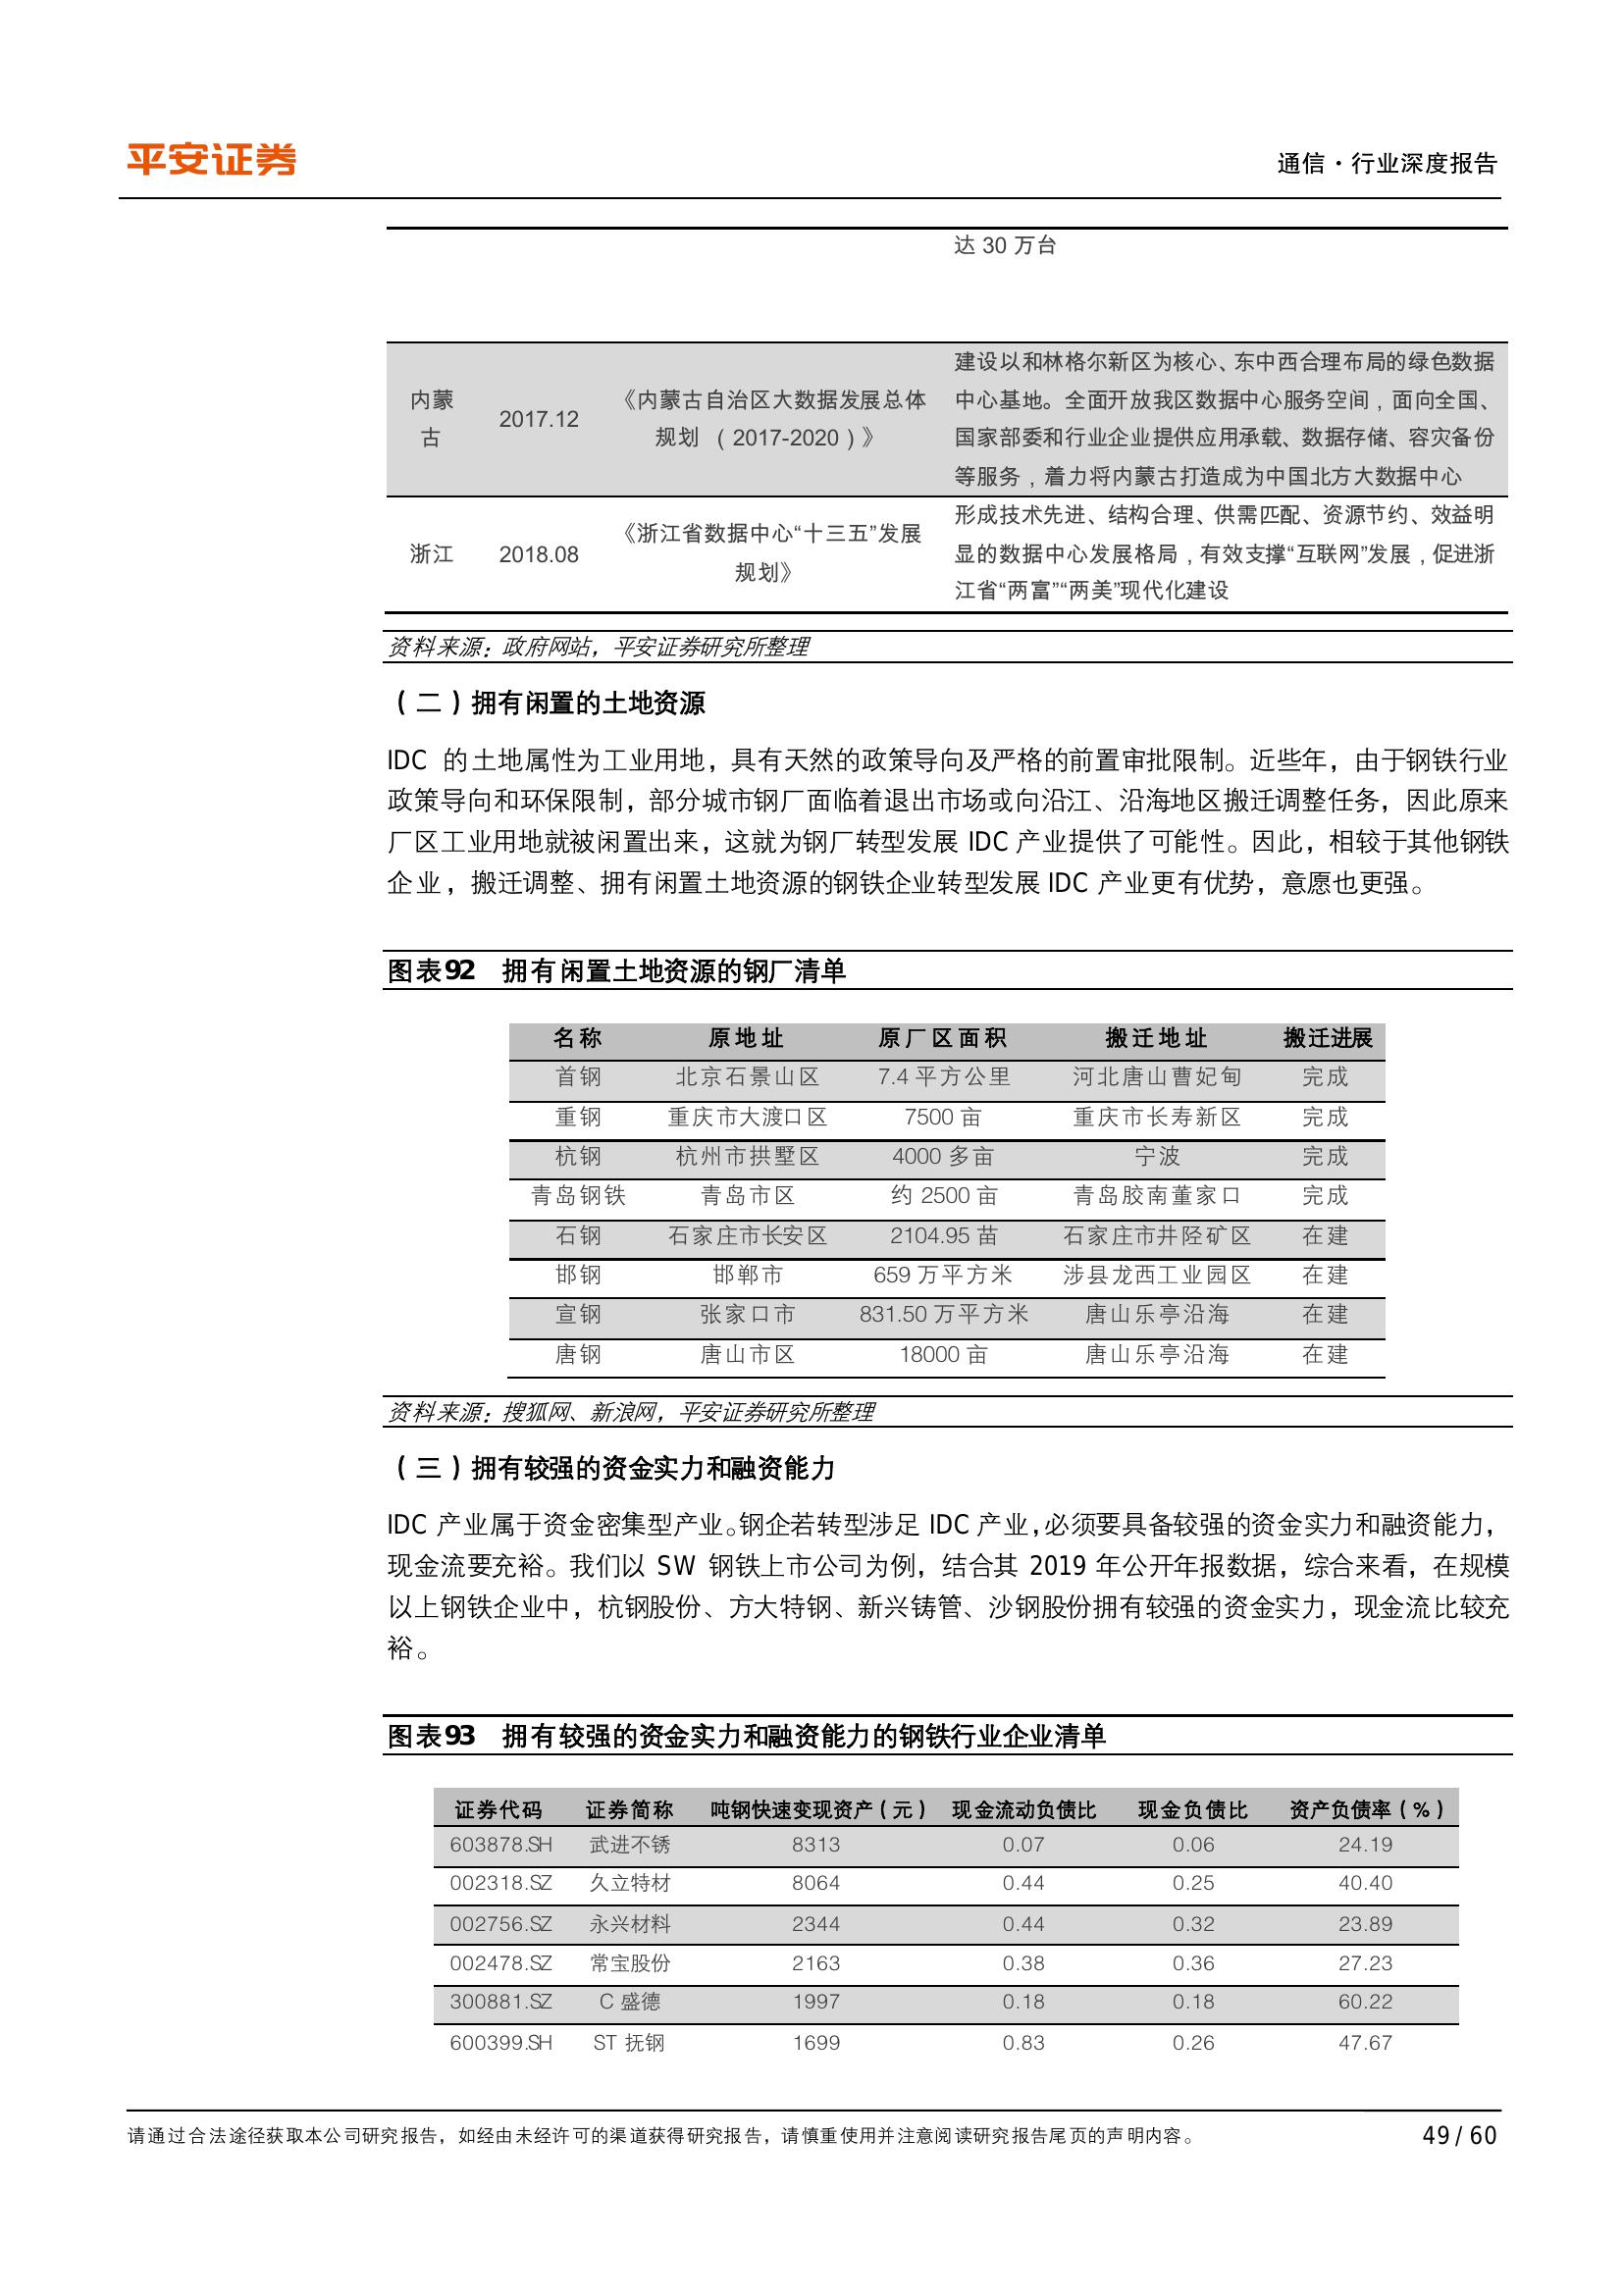 平安证券
通信·行业深度报告
达 30 万台
内蒙古 2017.12 《内蒙古自治区大数据发展总体规划 （2017-2020）》
建设以和林格尔新区为核心、东中西合理布局的绿色数据
中心基地。全面开放我区数据中心服务空间，面向全国、
国家部委和行业企业提供应用承载、数据存储、容灾备份
等服务，着力将内蒙古打造成为中国北方大数据中心
浙江 2018.08 《浙江省数据中心“十三五”发展规划》
形成技术先进、结构合理、供需匹配、资源节约、效益明
显的数据中心发展格局，有效支撑“互联网”发展，促进浙
江省“两富”“两美”现代化建设
资料来源：政府网站，平安证券研究所整理
（二）拥有闲置的土地资源
IDC 的土地属性为工业用地，具有天然的政策导向及严格的前置审批限制。近些年，由于钢铁行业
政策导向和环保限制，部分城市钢厂面临着退出市场或向沿江、沿海地区搬迁调整任务，因此原来
厂区工业用地就被闲置出来，这就为钢厂转型发展 IDC 产业提供了可能性。因此，相较于其他钢铁
企业，搬迁调整、拥有闲置土地资源的钢铁企业转型发展 IDC 产业更有优势，意愿也更强。
图表92 拥有闲置土地资源的钢厂清单
名称 原地址 原厂区面积 搬迁地址 搬迁进展
首钢 北京石景山区 7.4 平方公里 河北唐山曹妃甸 完成
重钢 重庆市大渡口区 7500 亩 重庆市长寿新区 完成
杭钢 杭州市拱墅区 4000 多亩 宁波 完成
青岛钢铁 青岛市区 约 2500 亩 青岛胶南董家口 完成
石钢 石家庄市长安区 2104.95 苗 石家庄市井陉矿区 在建
邯钢 邯郸市 659 万平方米 涉县龙西工业园区 在建
宣钢 张家口市 831.50 万平方米 唐山乐亭沿海 在建
唐钢 唐山市区 18000 亩 唐山乐亭沿海 在建
资料来源：搜狐网、新浪网，平安证券研究所整理
（三）拥有较强的资金实力和融资能力
IDC 产业属于资金密集型产业。钢企若转型涉足 IDC 产业，必须要具备较强的资金实力和融资能力，
现金流要充裕。我们以 SW 钢铁上市公司为例，结合其 2019 年公开年报数据，综合来看，在规模
以上钢铁企业中，杭钢股份、方大特钢、新兴铸管、沙钢股份拥有较强的资金实力，现金流比较充
裕。
图表93 拥有较强的资金实力和融资能力的钢铁行业企业清单
证券代码 证券简称 吨钢快速变现资产（元） 现金流动负债比 现金负债比 资产负债率（%）
603878.SH 武进不锈 8313 0.07 0.06 24.19
002318.SZ 久立特材 8064 0.44 0.25 40.40
002756.SZ 永兴材料 2344 0.44 0.32 23.89
002478.SZ 常宝股份 2163 0.38 0.36 27.23
300881.SZ C 盛德 1997 0.18 0.18 60.22
600399.SH ST 抚钢 1699 0.83 0.26 47.67
请通过合法途径获取本公司研究报告，如经由未经许可的渠道获得研究报告，请慎重使用并注意阅读研究报告尾页的声明内容。
49 / 60